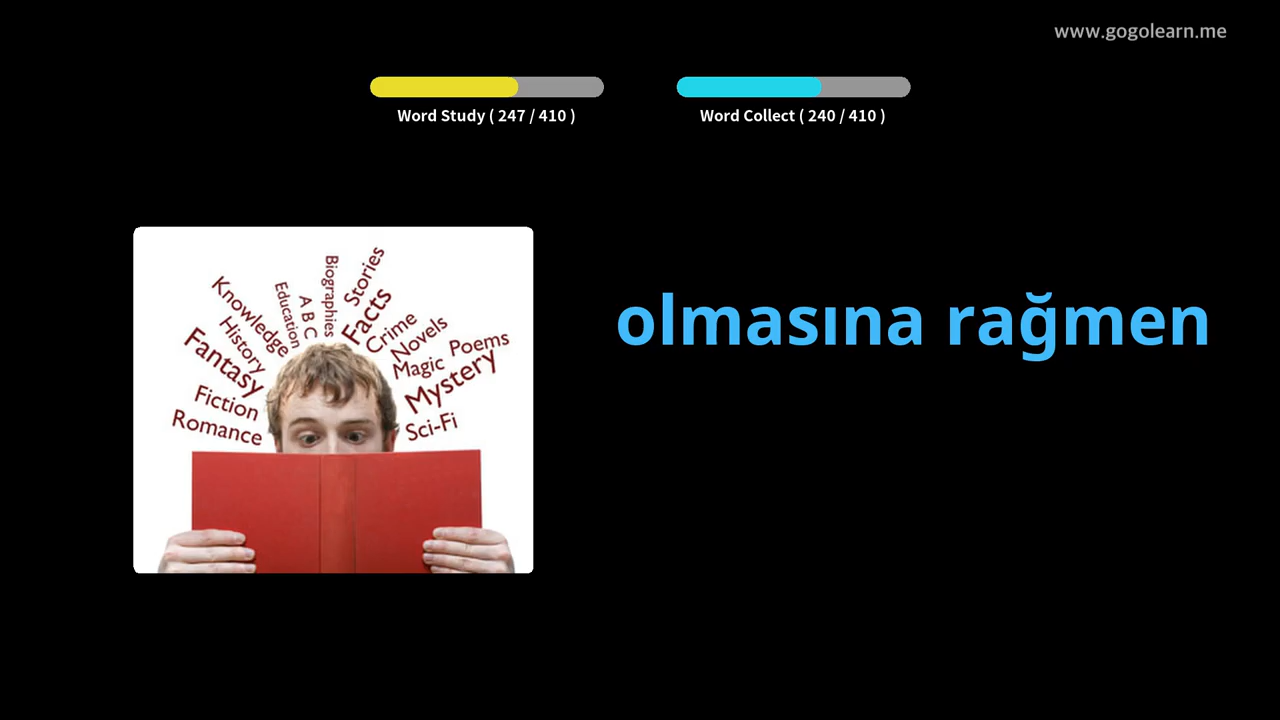 www.gogolearn.me
Word Study ( 247 / 410 )
Word Collect ( 240 / 410 )
Knowledge
Education
A B C
Biographies
Stories
History
Facts
Crime
Fantasy
Novels
Poems
Magic
Fiction
Mystery
Romance
Sci-Fi
olmasına rağmen